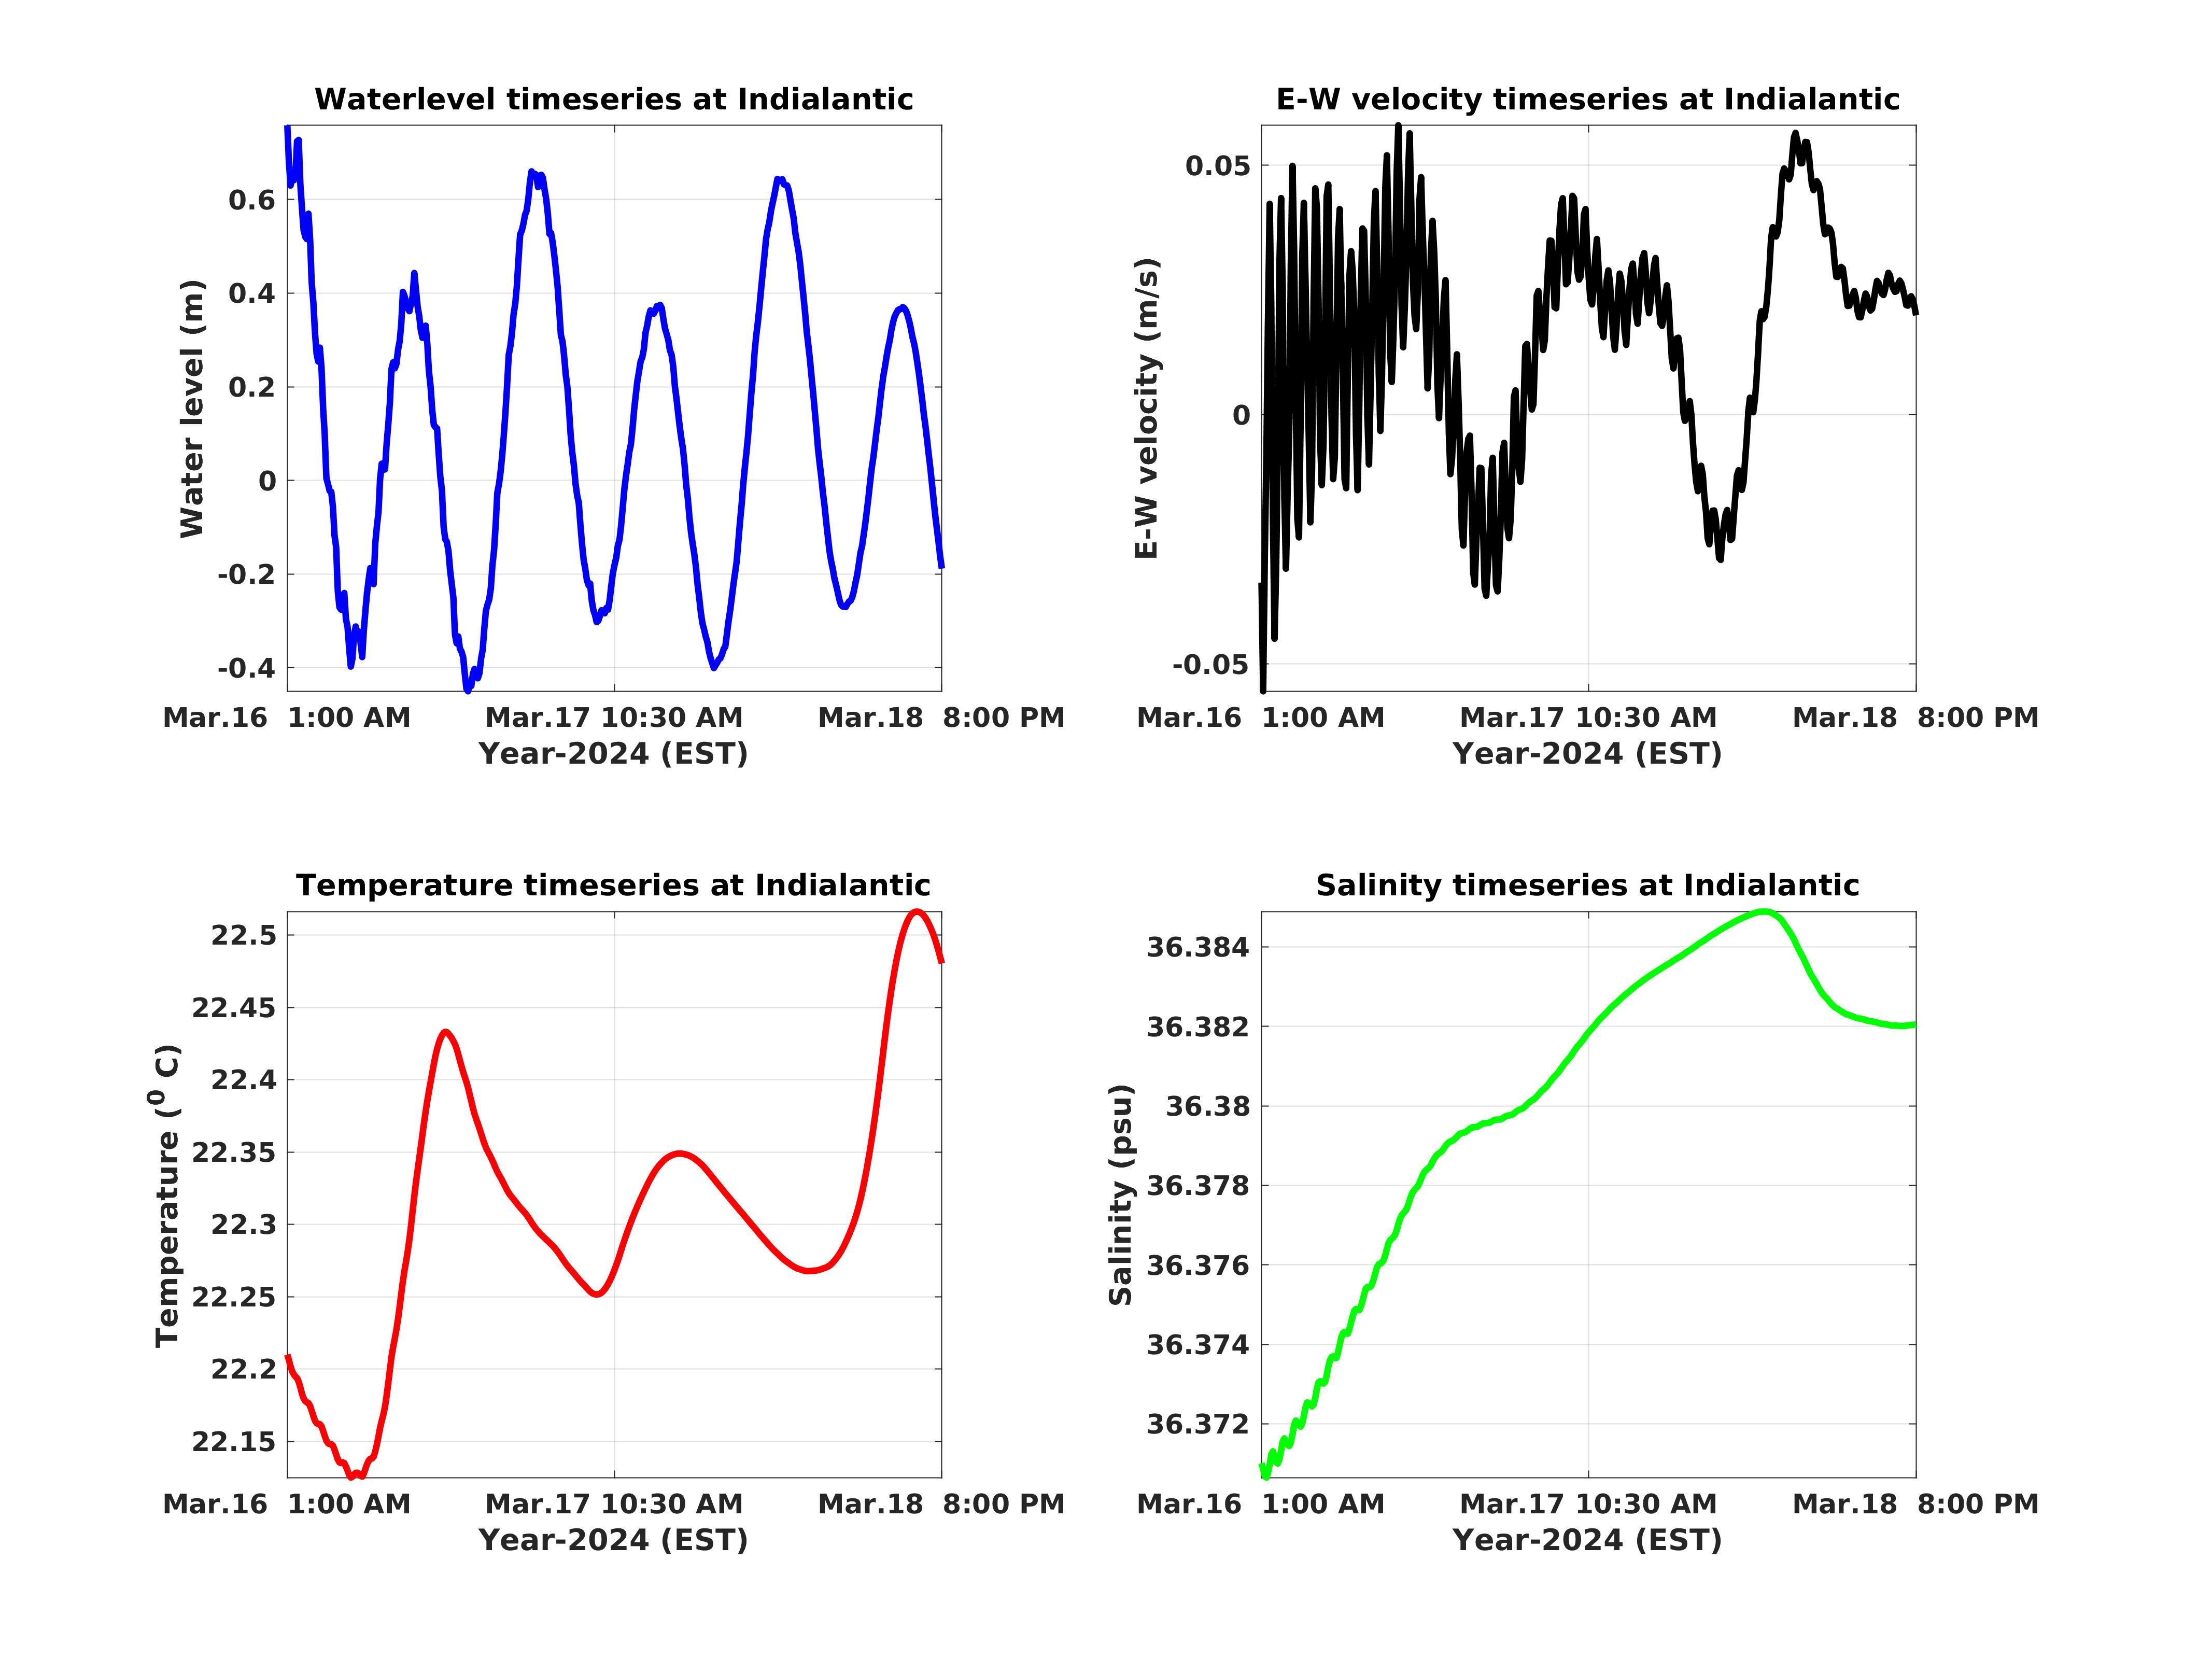 Waterlevel timeseries at Indialantic
0.6
0.4
0.2
0
-0.2
-0.4
Water level (m)
Mar.16 1:00 AM Mar.17 10:30 AM Mar.18 8:00 PM
Year-2024 (EST)
E-W velocity timeseries at Indialantic
0.05
0
-0.05
E-W velocity (m/s)
Mar.16 1:00 AM Mar.17 10:30 AM Mar.18 8:00 PM
Year-2024 (EST)
Temperature timeseries at Indialantic
22.5
22.45
22.4
22.35
22.3
22.25
22.2
22.15
Temperature (⁰ C)
Mar.16 1:00 AM Mar.17 10:30 AM Mar.18 8:00 PM
Year-2024 (EST)
Salinity timeseries at Indialantic
36.384
36.382
36.38
36.378
36.376
36.374
36.372
Salinity (psu)
Mar.16 1:00 AM Mar.17 10:30 AM Mar.18 8:00 PM
Year-2024 (EST)